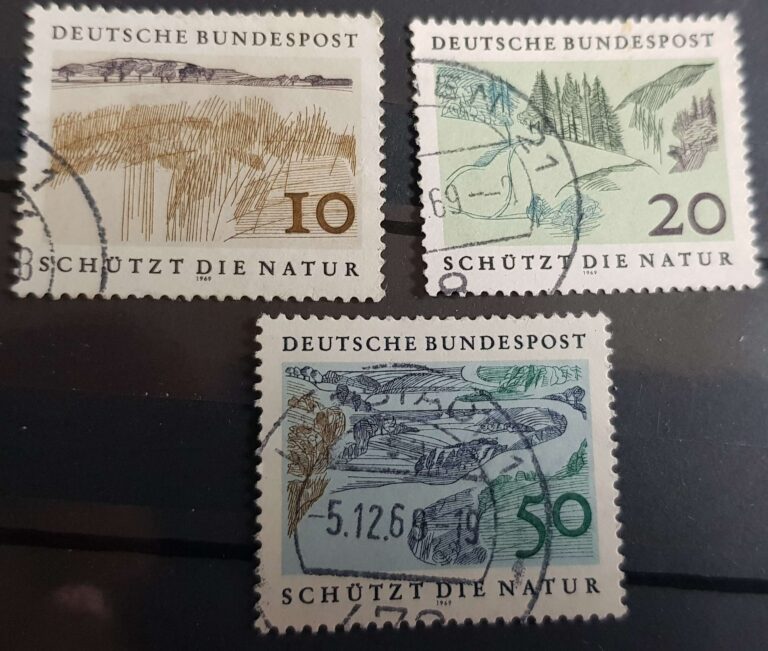 DEUTSCHE BUNDESPOST
10
SCHÜTZT DIE NATUR
1969
DEUTSCHE BUNDESPOST
20
SCHÜTZT DIE NATUR
1969
DEUTSCHE BUNDESPOST
-5.12.69-19
50
SCHÜTZT DIE NATUR
1969